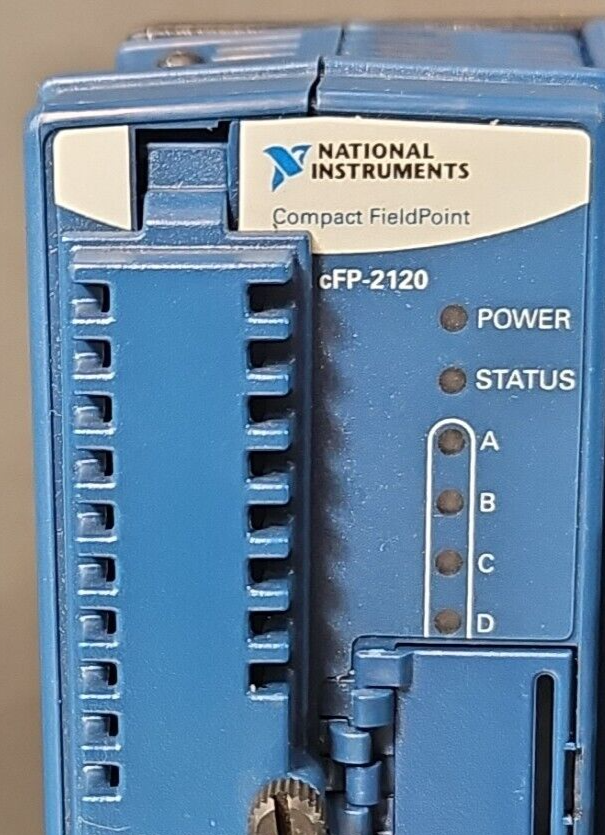 NATIONAL
INSTRUMENTS
Compact FieldPoint
cFP-2120
POWER
STATUS
A
B
C
D